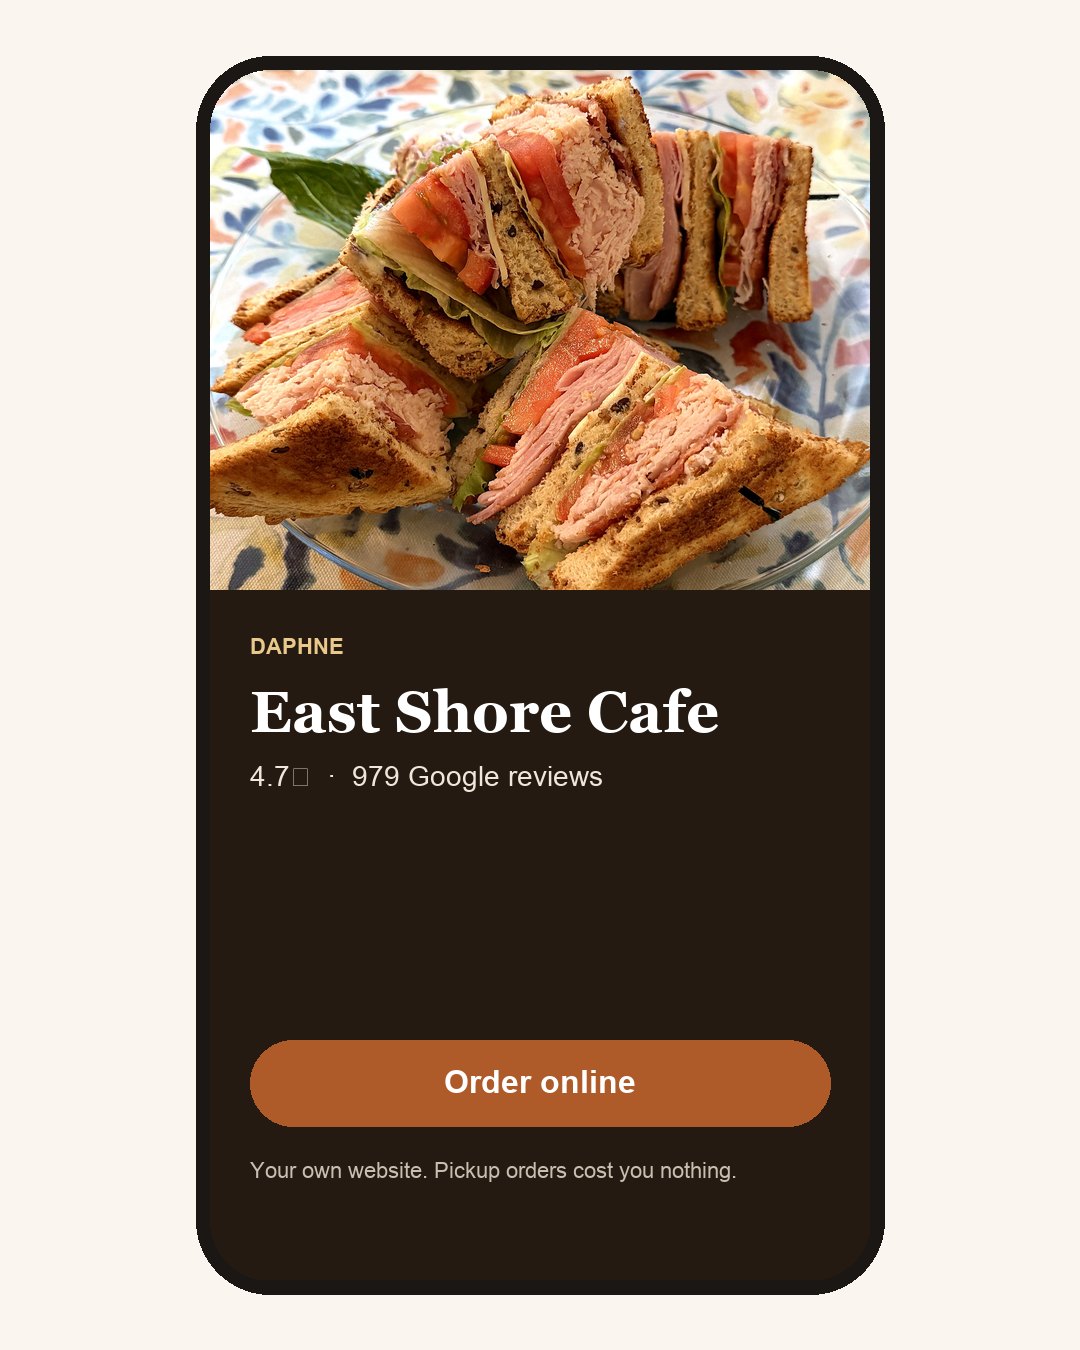 DAPHNE
East Shore Cafe
4.7□ · 979 Google reviews
Order online
Your own website. Pickup orders cost you nothing.